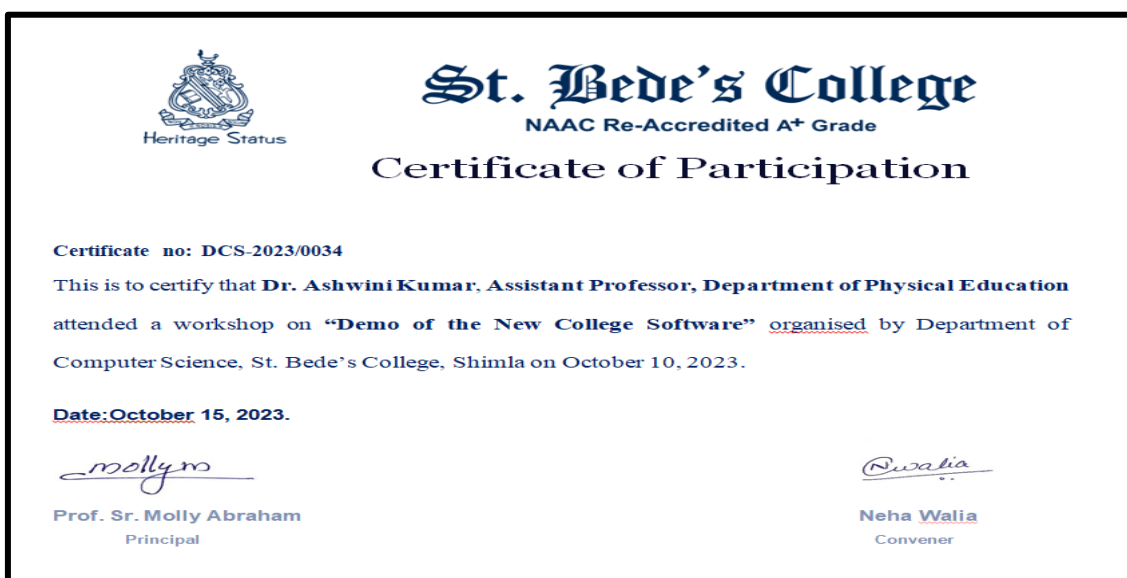 St. Bede's College
NAAC Re-Accredited A+ Grade
Heritage Status
Certificate of Participation
Certificate no: DCS-2023/0034
This is to certify that Dr. Ashwini Kumar, Assistant Professor, Department of Physical Education
attended a workshop on “Demo of the New College Software” organised by Department of
Computer Science, St. Bede’s College, Shimla on October 10, 2023.
Date:October 15, 2023.
mollym
Nwalia
Prof. Sr. Molly Abraham
Neha Walia
Principal
Convener